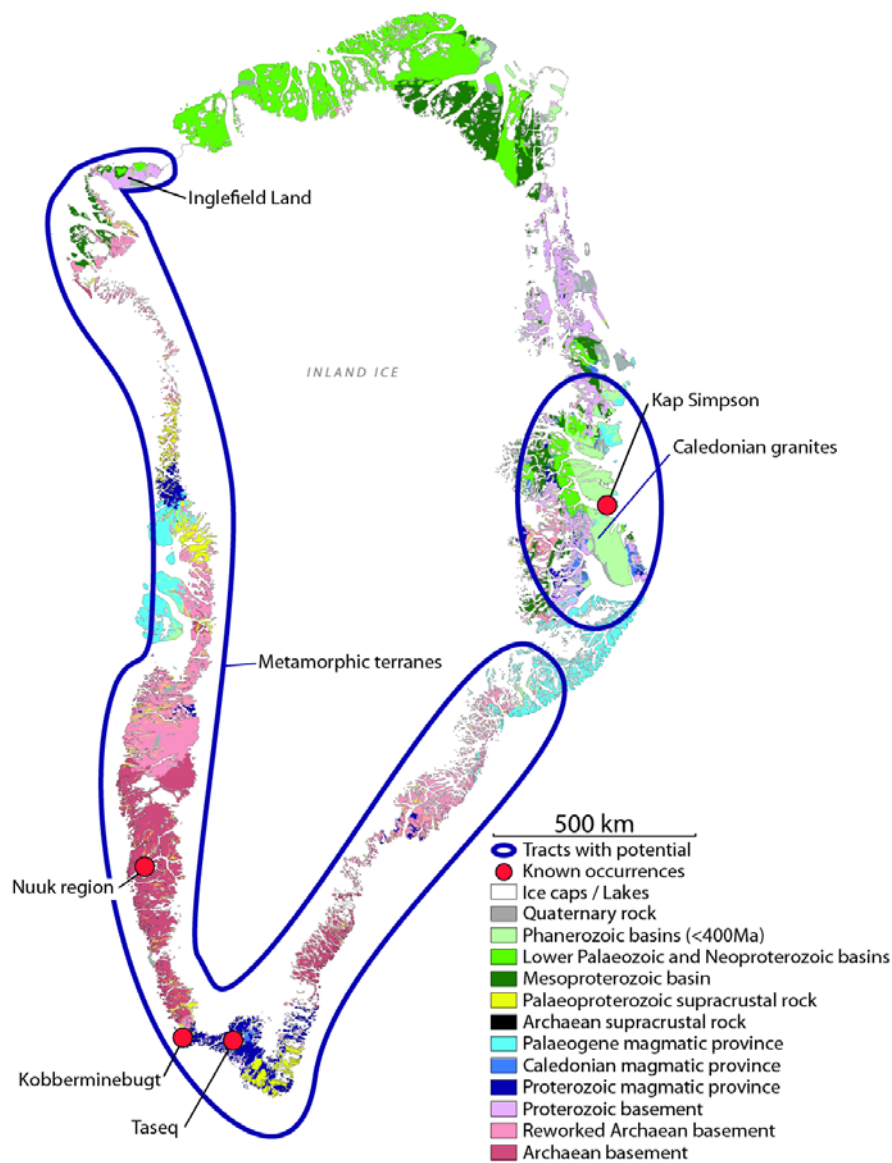 Inglefield Land
INLAND ICE
Kap Simpson
Caledonian granites
Metamorphic terranes
500 km
Tracts with potential
Known occurrences
Ice caps / Lakes
Quaternary rock
Phanerozoic basins (<400Ma)
Lower Palaeozoic and Neoproterozoic basins
Mesoproterozoic basin
Palaeoproterozoic supracrustal rock
Archaean supracrustal rock
Palaeogene magmatic province
Caledonian magmatic province
Proterozoic magmatic province
Proterozoic basement
Reworked Archaean basement
Archaean basement
Nuuk region
Kobberminebugt
Taseq